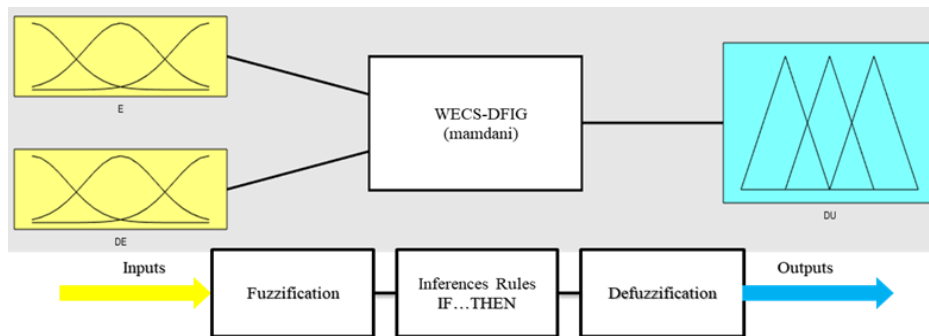 E
WECS-DFIG
(mamdani)
DU
DE
Inputs
Fuzzification
Inferences Rules
IF...THEN
Defuzzification
Outputs